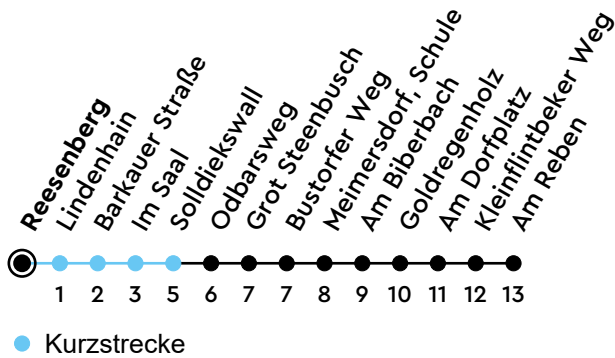 Reesenberg
Lindenhain
Barkauer Straße
Im Saal
Solldiekswall
Odbarsweg
Grot Steenbusch
Bustorfer Weg
Meimersdorf, Schule
Am Biberbach
Goldregenholz
Am Dorfplatz
Kleinflintbeker Weg
Am Reben
1 2 3 5 6 7 7 8 9 10 11 12 13
Kurzstrecke